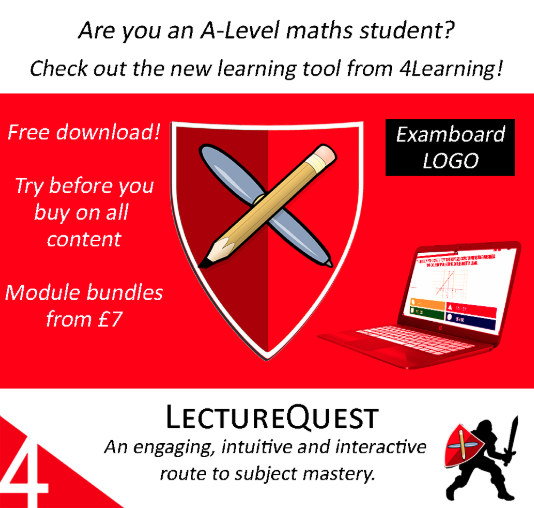 Are you an A-Level maths student?
Check out the new learning tool from 4Learning!
Free download!
Try before you
buy on all
content
Module bundles
from £7
Examboard
LOGO
LECTUREQUEST
An engaging, intuitive and interactive
route to subject mastery.
4